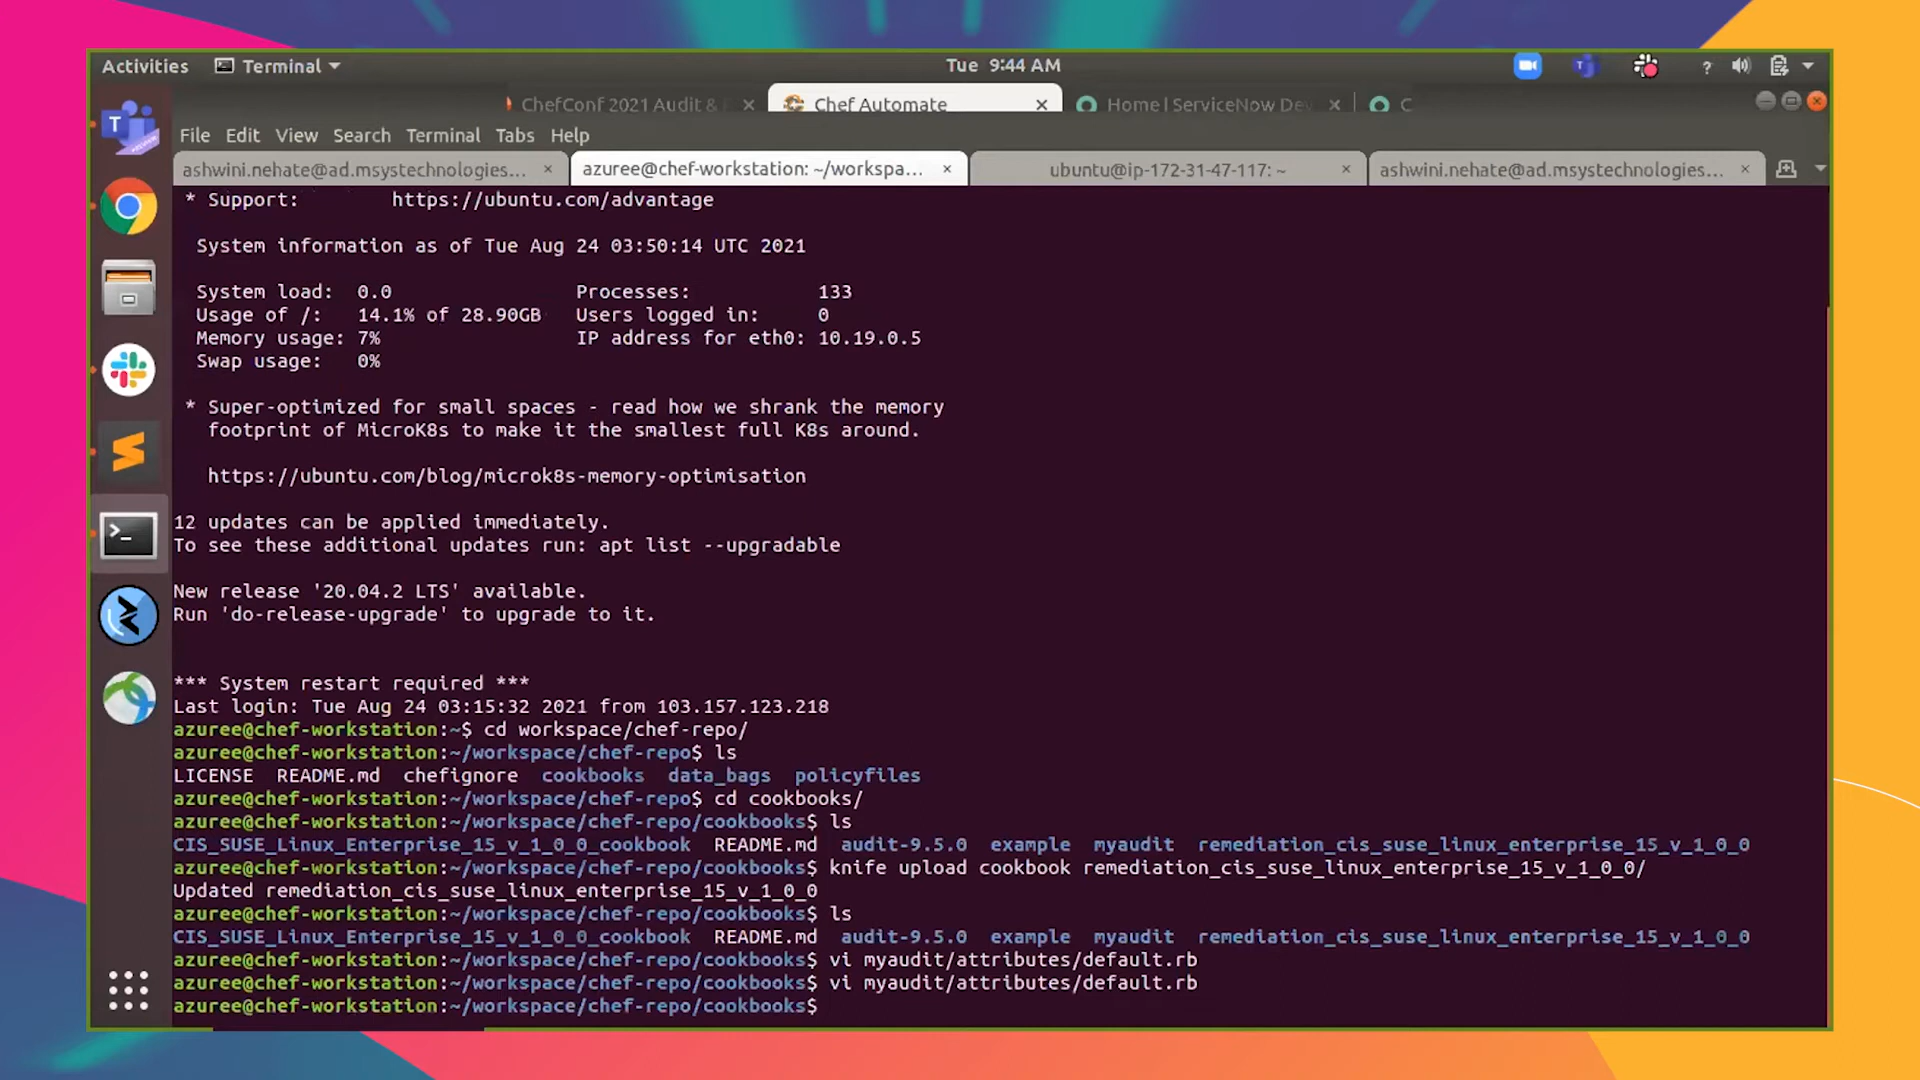 Activities Terminal Tue 9:44 AM
ChefConf 2021 Audit & Chef Automate Home | ServiceNow Dev C
File Edit View Search Terminal Tabs Help
ashwini.nehate@ad.msystechnologies... azuree@chef-workstation: ~/workspa... ubuntu@ip-172-31-47-117: ~ ashwini.nehate@ad.msystechnologies...
* Support: https://ubuntu.com/advantage
System information as of Tue Aug 24 03:50:14 UTC 2021
System load: 0.0 Processes: 133
Usage of /: 14.1% of 28.90GB Users logged in: 0
Memory usage: 7% IP address for eth0: 10.19.0.5
Swap usage: 0%
* Super-optimized for small spaces - read how we shrank the memory
footprint of MicroK8s to make it the smallest full K8s around.
https://ubuntu.com/blog/microk8s-memory-optimisation
12 updates can be applied immediately.
To see these additional updates run: apt list --upgradable
New release '20.04.2 LTS' available.
Run 'do-release-upgrade' to upgrade to it.
*** System restart required ***
Last login: Tue Aug 24 03:15:32 2021 from 103.157.123.218
azuree@chef-workstation:~$ cd workspace/chef-repo/
azuree@chef-workstation:~/workspace/chef-repo$ ls
LICENSE README.md chefignore cookbooks data_bags policyfiles
azuree@chef-workstation:~/workspace/chef-repo$ cd cookbooks/
azuree@chef-workstation:~/workspace/chef-repo/cookbooks$ ls
CIS_SUSE_Linux_Enterprise_15_v_1_0_0_cookbook README.md audit-9.5.0 example myaudit remediation_cis_suse_linux_enterprise_15_v_1_0_0
azuree@chef-workstation:~/workspace/chef-repo/cookbooks$ knife upload cookbook remediation_cis_suse_linux_enterprise_15_v_1_0_0/
Updated remediation_cis_suse_linux_enterprise_15_v_1_0_0
azuree@chef-workstation:~/workspace/chef-repo/cookbooks$ ls
CIS_SUSE_Linux_Enterprise_15_v_1_0_0_cookbook README.md audit-9.5.0 example myaudit remediation_cis_suse_linux_enterprise_15_v_1_0_0
azuree@chef-workstation:~/workspace/chef-repo/cookbooks$ vi myaudit/attributes/default.rb
azuree@chef-workstation:~/workspace/chef-repo/cookbooks$ vi myaudit/attributes/default.rb
azuree@chef-workstation:~/workspace/chef-repo/cookbooks$